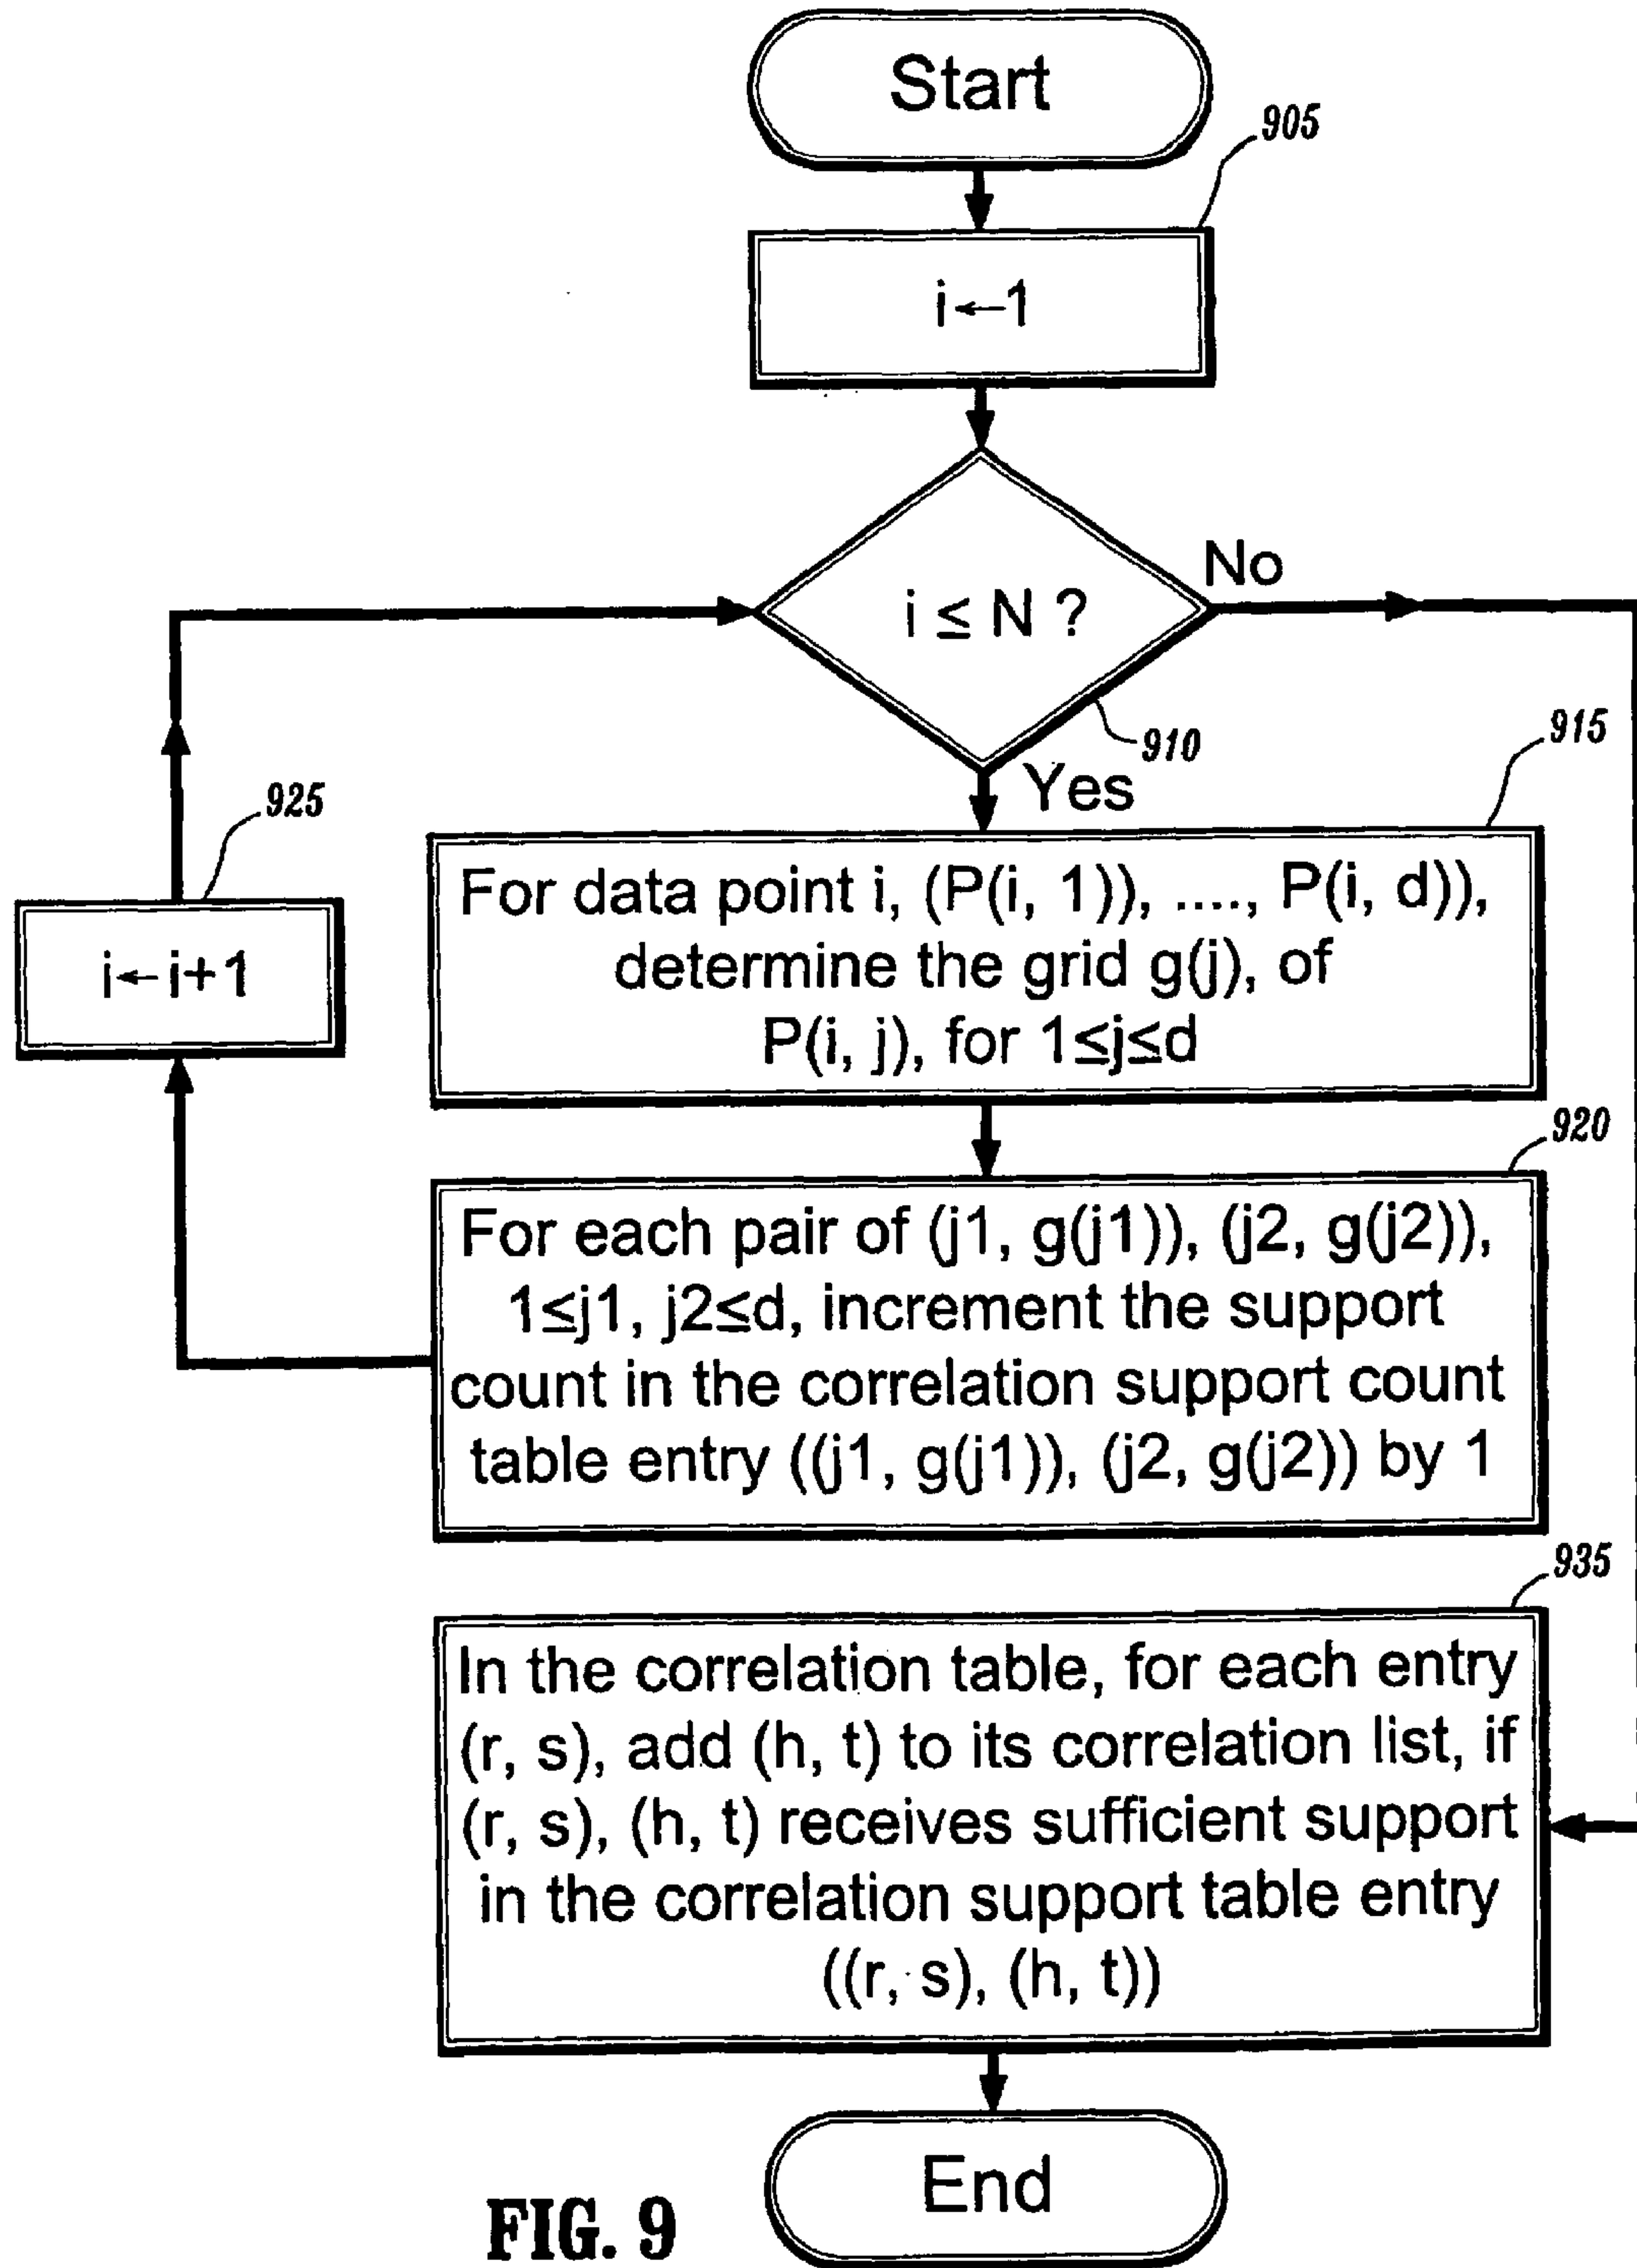 Start
905
i←1
i ≤ N ?
No
910
Yes
915
For data point i, (P(i, 1)), ...., P(i, d)),
determine the grid g(j), of
P(i, j), for 1≤j≤d
925
i←i+1
920
For each pair of (j1, g(j1)), (j2, g(j2)),
1≤j1, j2≤d, increment the support
count in the correlation support count
table entry ((j1, g(j1)), (j2, g(j2)) by 1
935
In the correlation table, for each entry
(r, s), add (h, t) to its correlation list, if
(r, s), (h, t) receives sufficient support
in the correlation support table entry
((r, s), (h, t))
End
FIG. 9